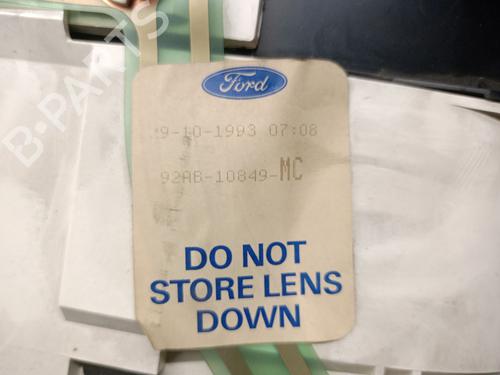 Ford
9-10-1993 07:08
92AB-10849-MC
DO NOT
STORE LENS
DOWN
B-PARTS